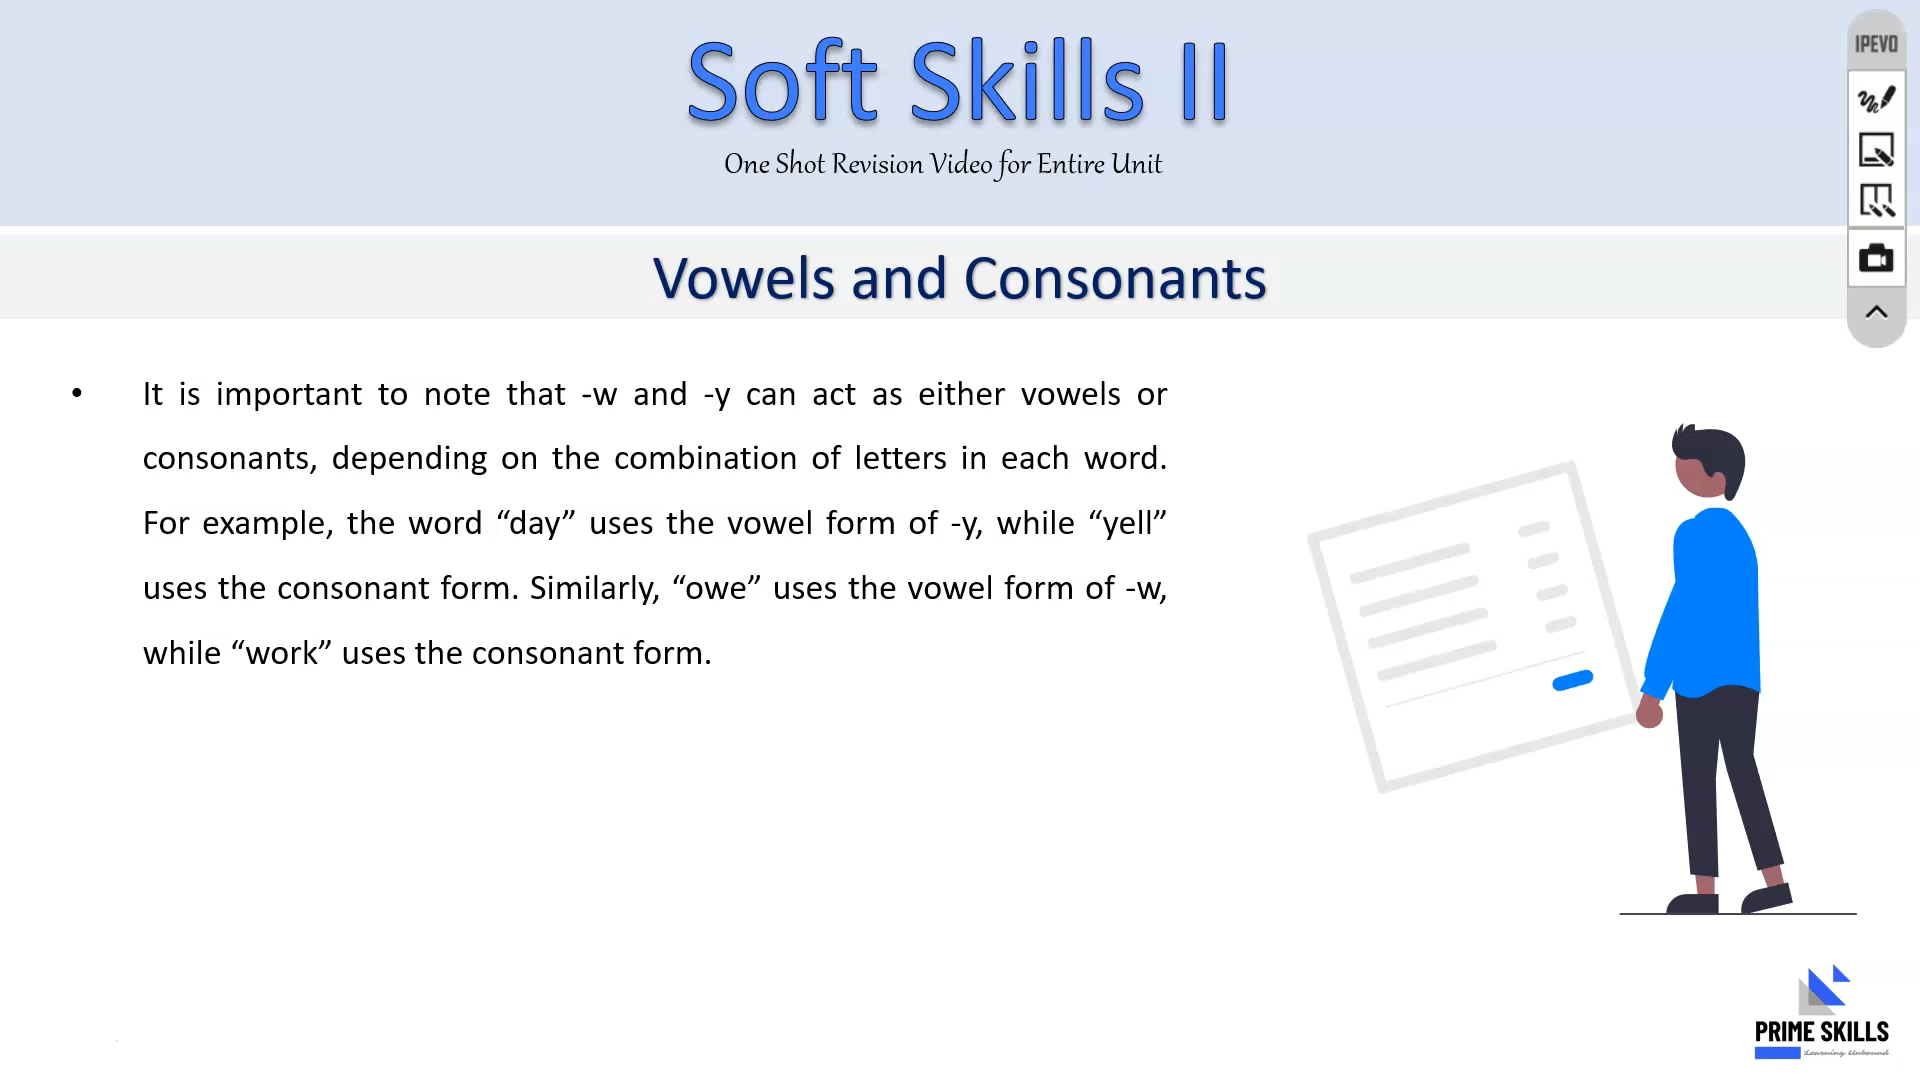 Soft Skills II
One Shot Revision Video for Entire Unit
IPEVO
Vowels and Consonants
• It is important to note that -w and -y can act as either vowels or
consonants, depending on the combination of letters in each word.
For example, the word “day” uses the vowel form of -y, while “yell”
uses the consonant form. Similarly, “owe” uses the vowel form of -w,
while “work” uses the consonant form.
PRIME SKILLS
Learning Unbound